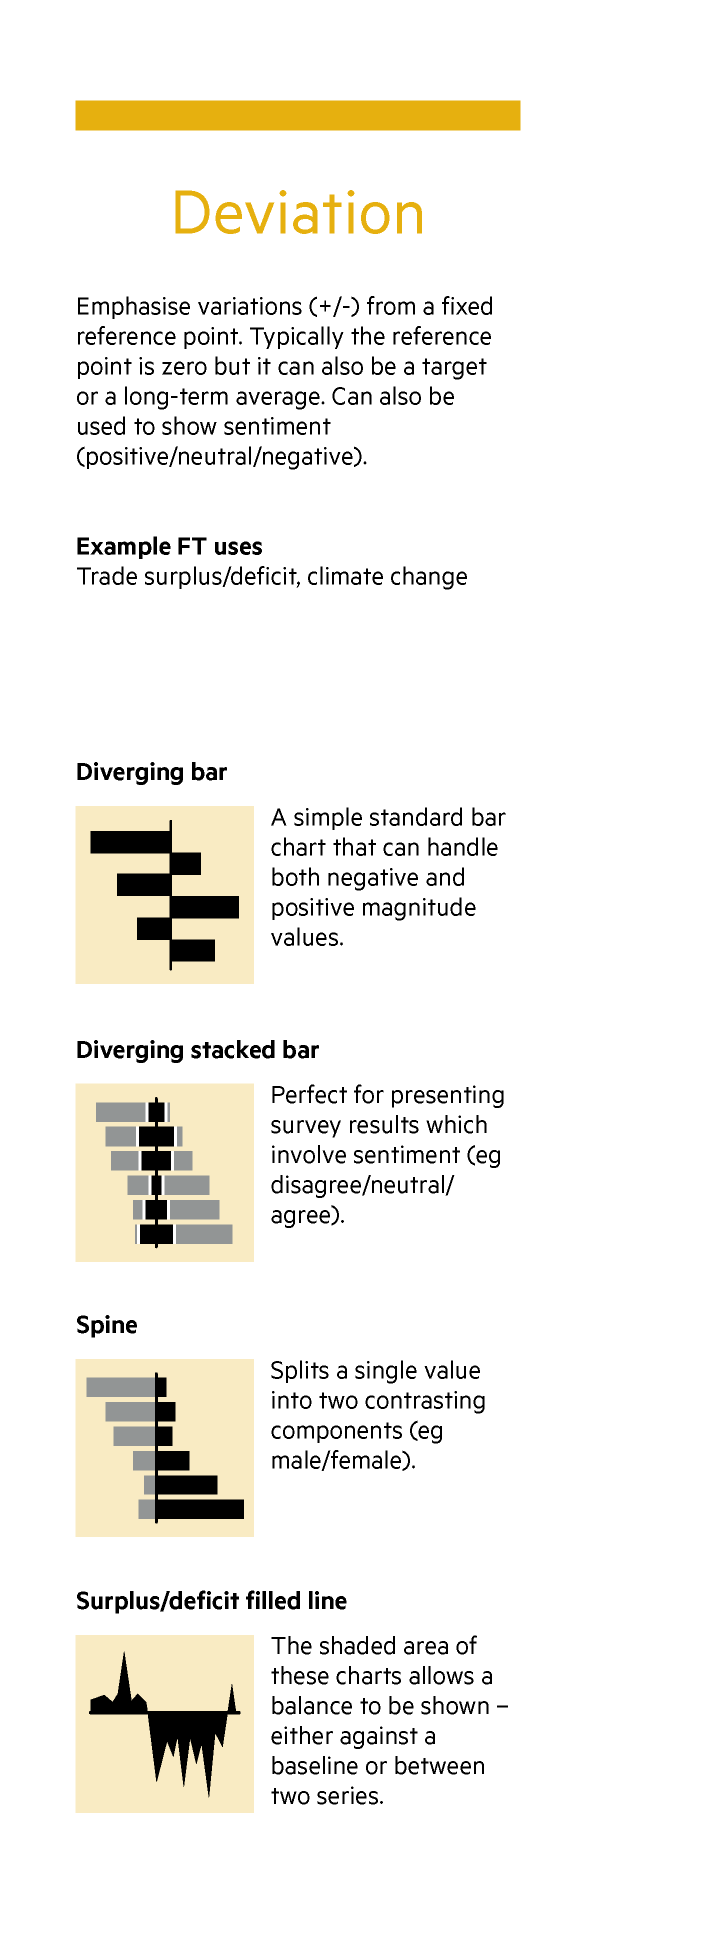 Deviation
Emphasise variations (+/-) from a fixed
reference point. Typically the reference
point is zero but it can also be a target
or a long-term average. Can also be
used to show sentiment
(positive/neutral/negative).
Example FT uses
Trade surplus/deficit, climate change
Diverging bar
A simple standard bar
chart that can handle
both negative and
positive magnitude
values.
Diverging stacked bar
Perfect for presenting
survey results which
involve sentiment (eg
disagree/neutral/
agree).
Spine
Splits a single value
into two contrasting
components (eg
male/female).
Surplus/deficit filled line
The shaded area of
these charts allows a
balance to be shown –
either against a
baseline or between
two series.